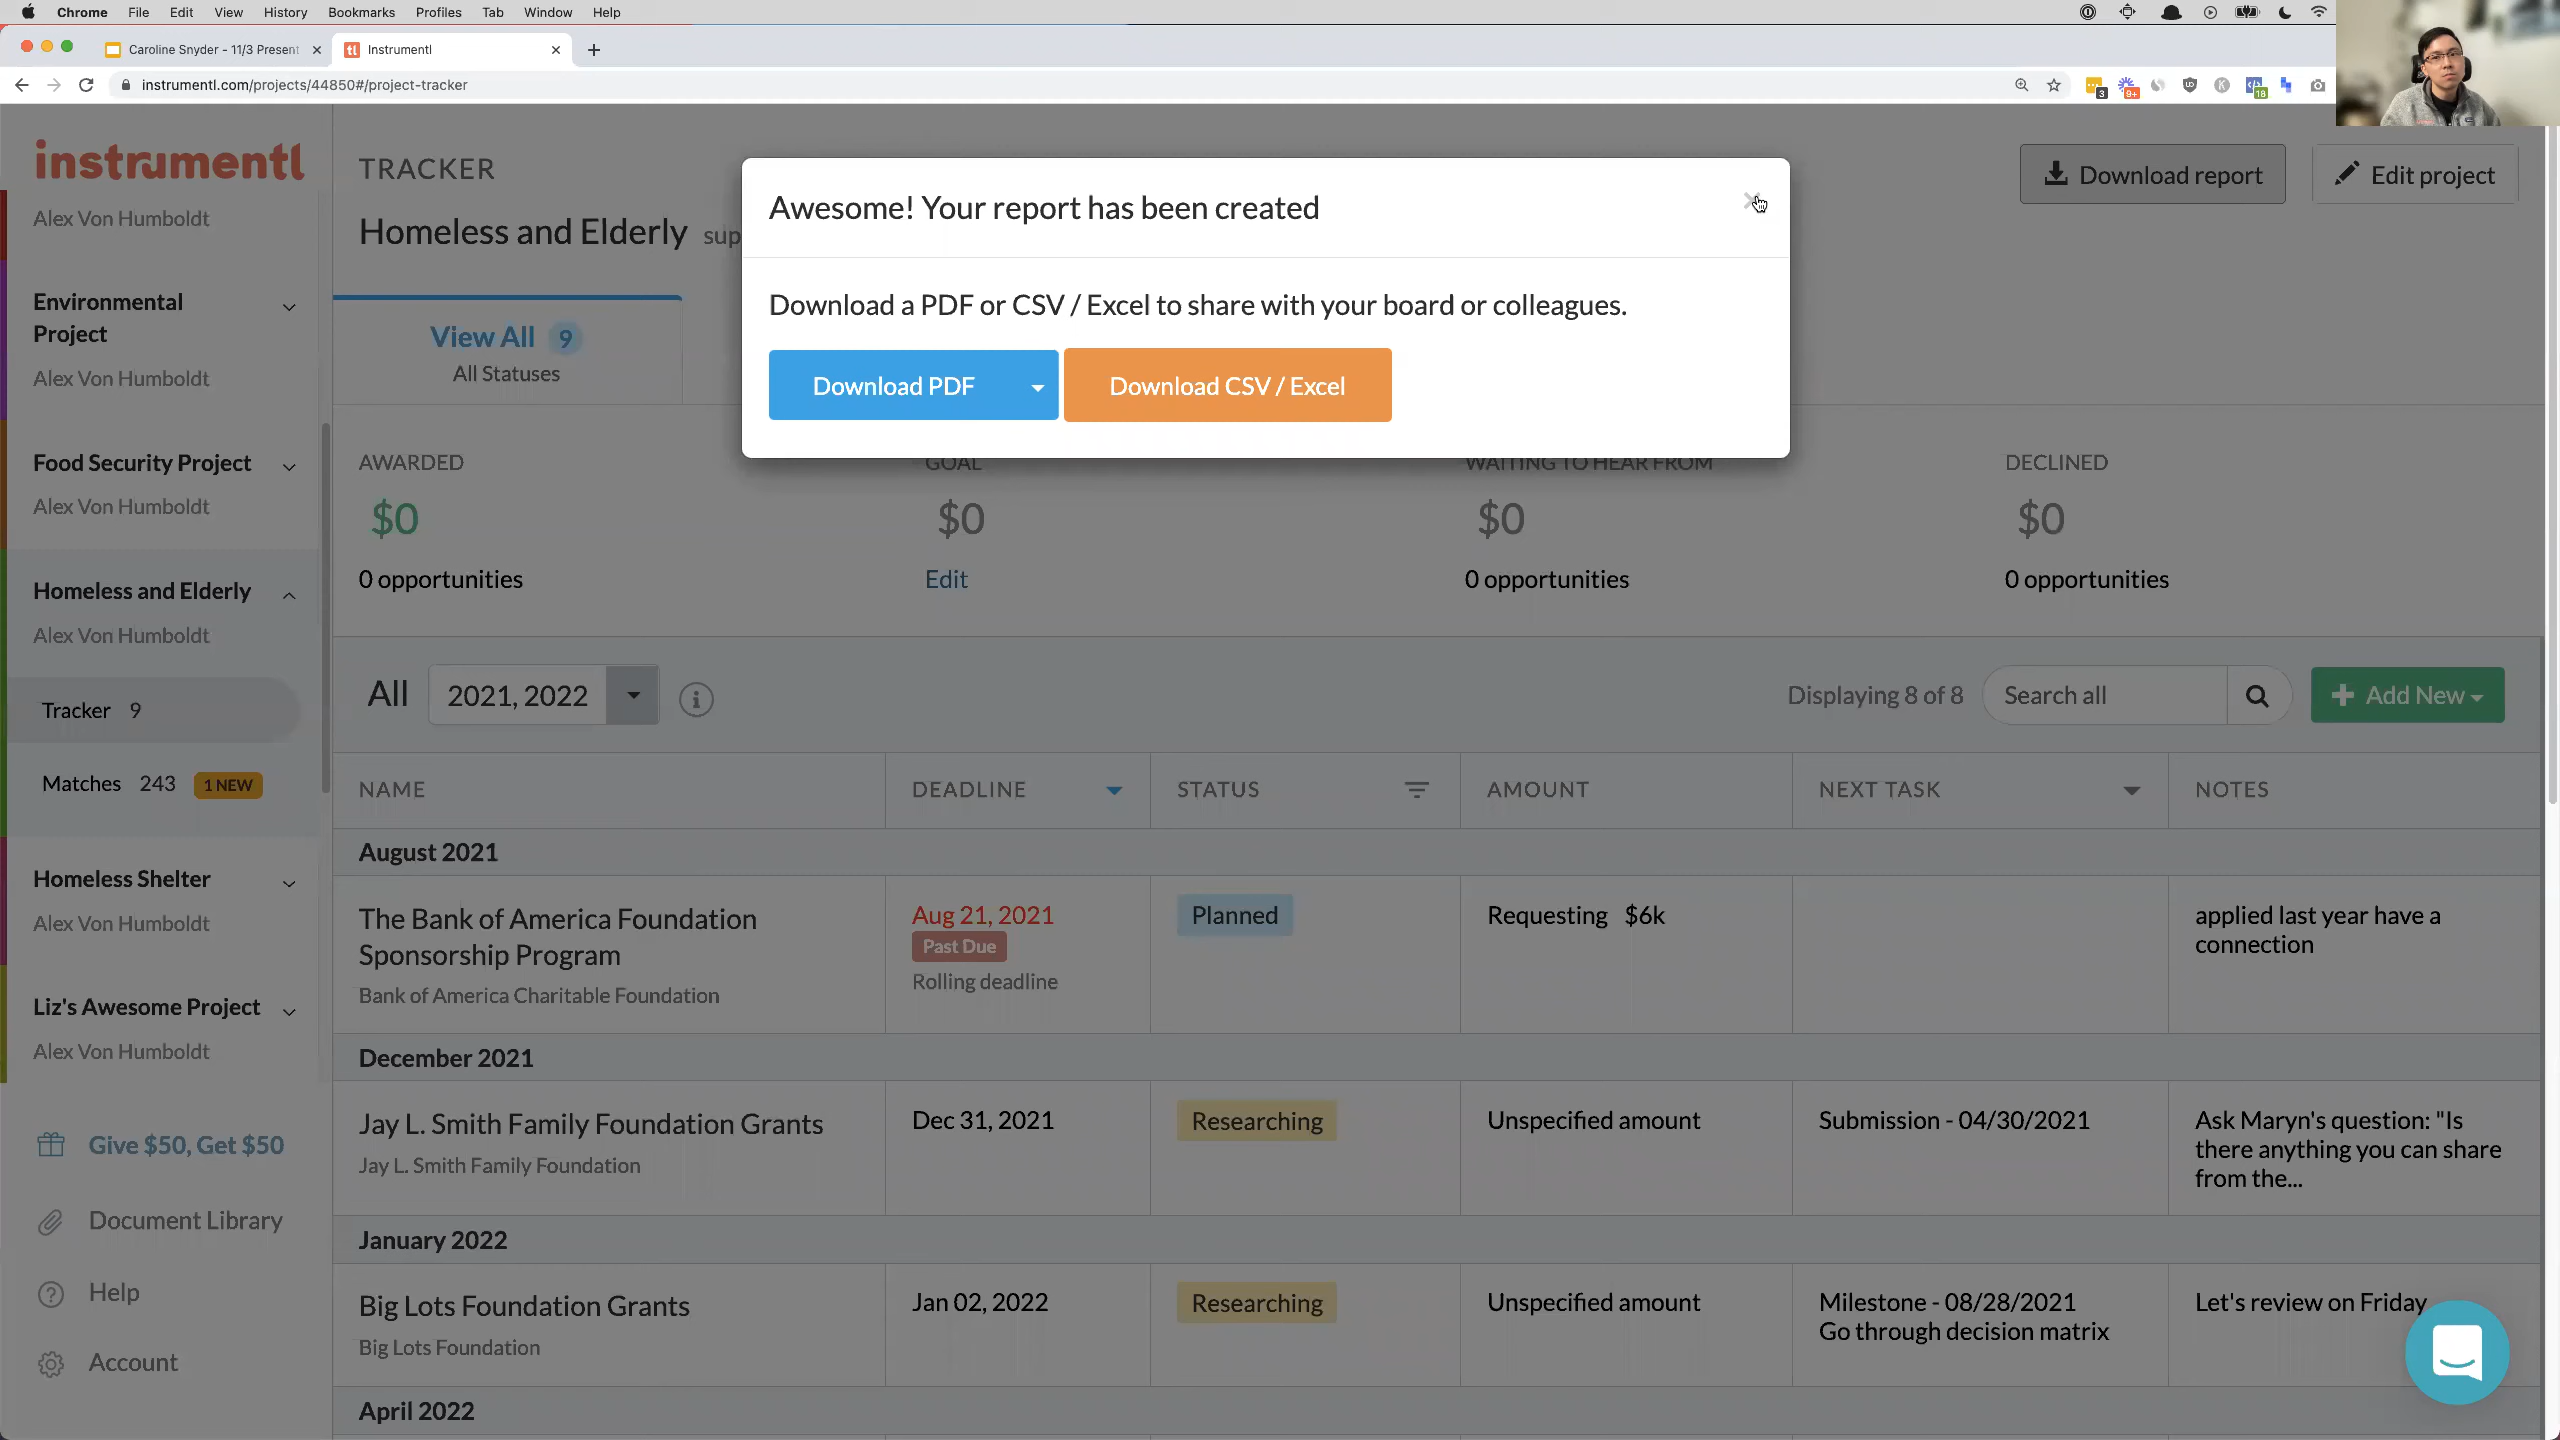 Chrome File Edit View History Bookmarks Profiles Tab Window Help
Caroline Snyder - 11/3 Present
Instrumentl
instrumentl.com/projects/44850#/project-tracker
3
9+
18
instrumentl
Alex Von Humboldt
Environmental
Project
Alex Von Humboldt
Food Security Project
Alex Von Humboldt
Homeless and Elderly
Alex Von Humboldt
Tracker 9
Matches 243 1 NEW
Homeless Shelter
Alex Von Humboldt
Liz's Awesome Project
Alex Von Humboldt
Give $50, Get $50
Document Library
Help
Account
TRACKER
Homeless and Elderly sup
Download report
Edit project
View All 9
All Statuses
Awesome! Your report has been created
Download a PDF or CSV / Excel to share with your board or colleagues.
Download PDF
Download CSV / Excel
AWARDED
$0
0 opportunities
GOAL
$0
Edit
WAITING TO HEAR FROM
$0
0 opportunities
DECLINED
$0
0 opportunities
All 2021, 2022
Displaying 8 of 8
Search all
Add New
NAME DEADLINE STATUS AMOUNT NEXT TASK NOTES
August 2021
The Bank of America Foundation
Sponsorship Program
Bank of America Charitable Foundation
Aug 21, 2021
Past Due
Rolling deadline
Planned
Requesting $6k
applied last year have a
connection
December 2021
Jay L. Smith Family Foundation Grants
Jay L. Smith Family Foundation
Dec 31, 2021
Researching
Unspecified amount
Submission - 04/30/2021
Ask Maryn's question: "Is
there anything you can share
from the...
January 2022
Big Lots Foundation Grants
Big Lots Foundation
Jan 02, 2022
Researching
Unspecified amount
Milestone - 08/28/2021
Go through decision matrix
Let's review on Friday
April 2022